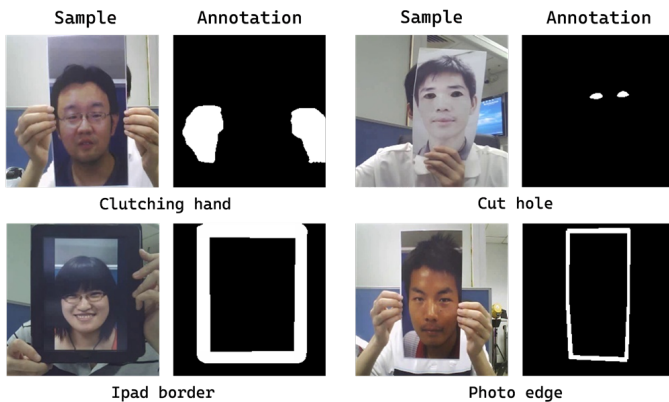 Sample Annotation Sample Annotation
Clutching hand Cut hole
Ipad border Photo edge